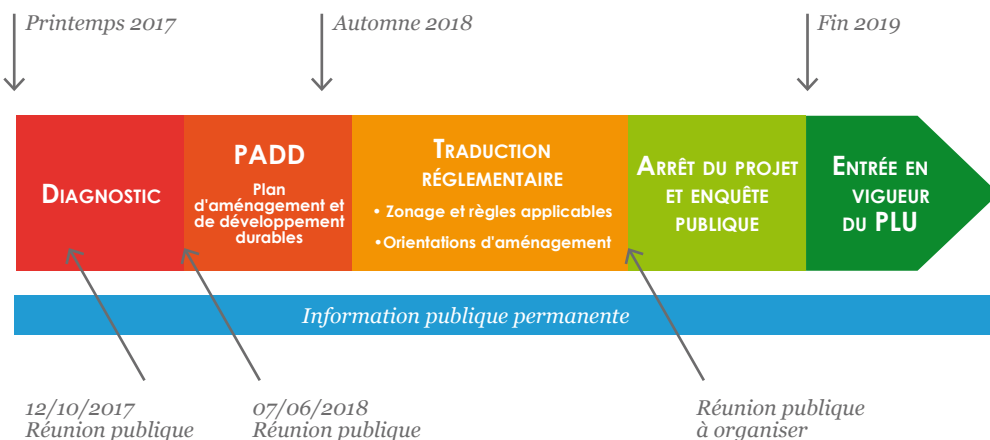 Printemps 2017
Automne 2018
Fin 2019
DIAGNOSTIC
PADD
Plan
d'aménagement et
de développement
durables
TRADUCTION
RÉGLEMENTAIRE
• Zonage et règles applicables
•Orientations d'aménagement
ARRÊT DU PROJET
ET ENQUÊTE
PUBLIQUE
ENTRÉE EN
VIGUEUR
DU PLU
Information publique permanente
12/10/2017
Réunion publique
07/06/2018
Réunion publique
Réunion publique
à organiser